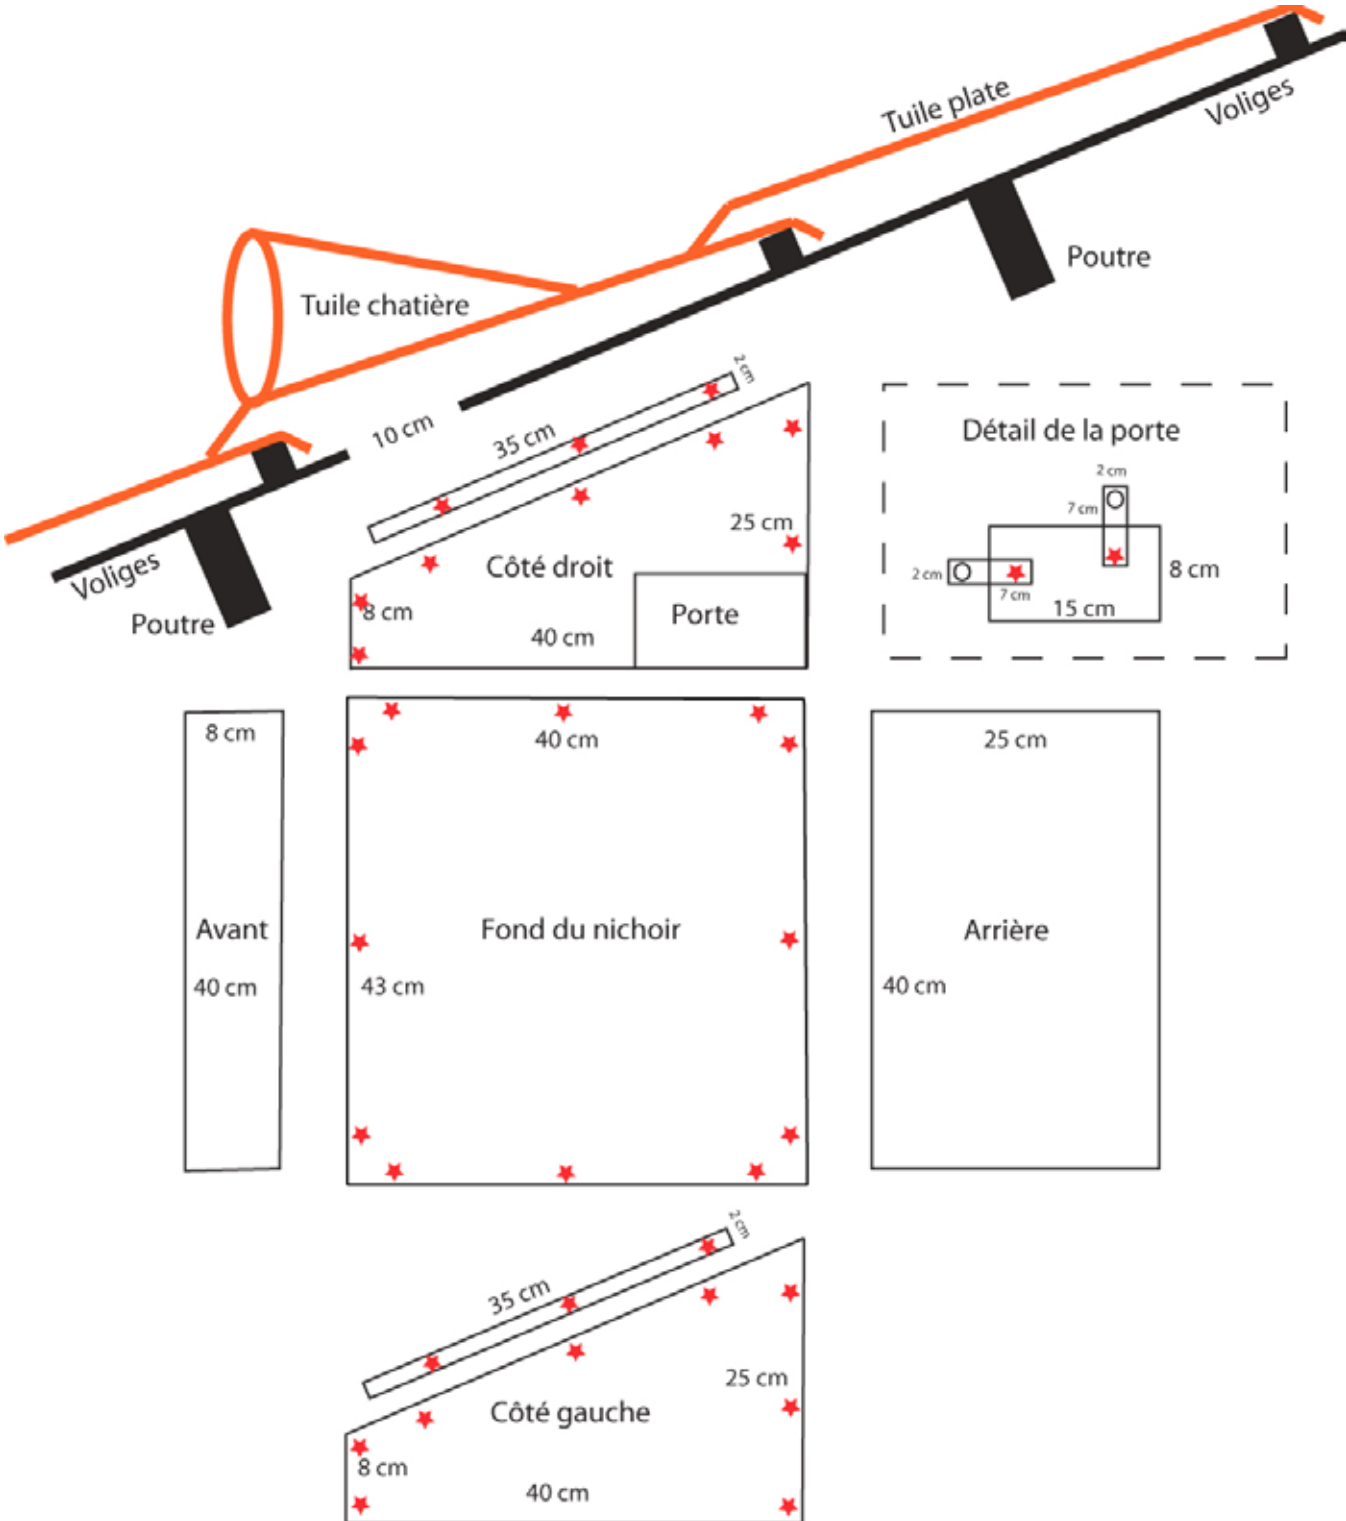 Tuile plate
Voliges
Poutre
Tuile chatière
10 cm
Voliges
Poutre
2 cm
35 cm
25 cm
Côté droit
8 cm
40 cm
Porte
Détail de la porte
2 cm
7 cm
2 cm
7 cm
8 cm
15 cm
8 cm
Avant
40 cm
40 cm
Fond du nichoir
43 cm
25 cm
Arrière
40 cm
2 cm
35 cm
25 cm
Côté gauche
8 cm
40 cm